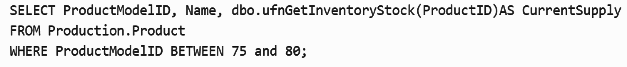 SELECT ProductModelID, Name, dbo.ufnGetInventoryStock(ProductID)AS CurrentSupply
FROM Production.Product
WHERE ProductModelID BETWEEN 75 and 80;